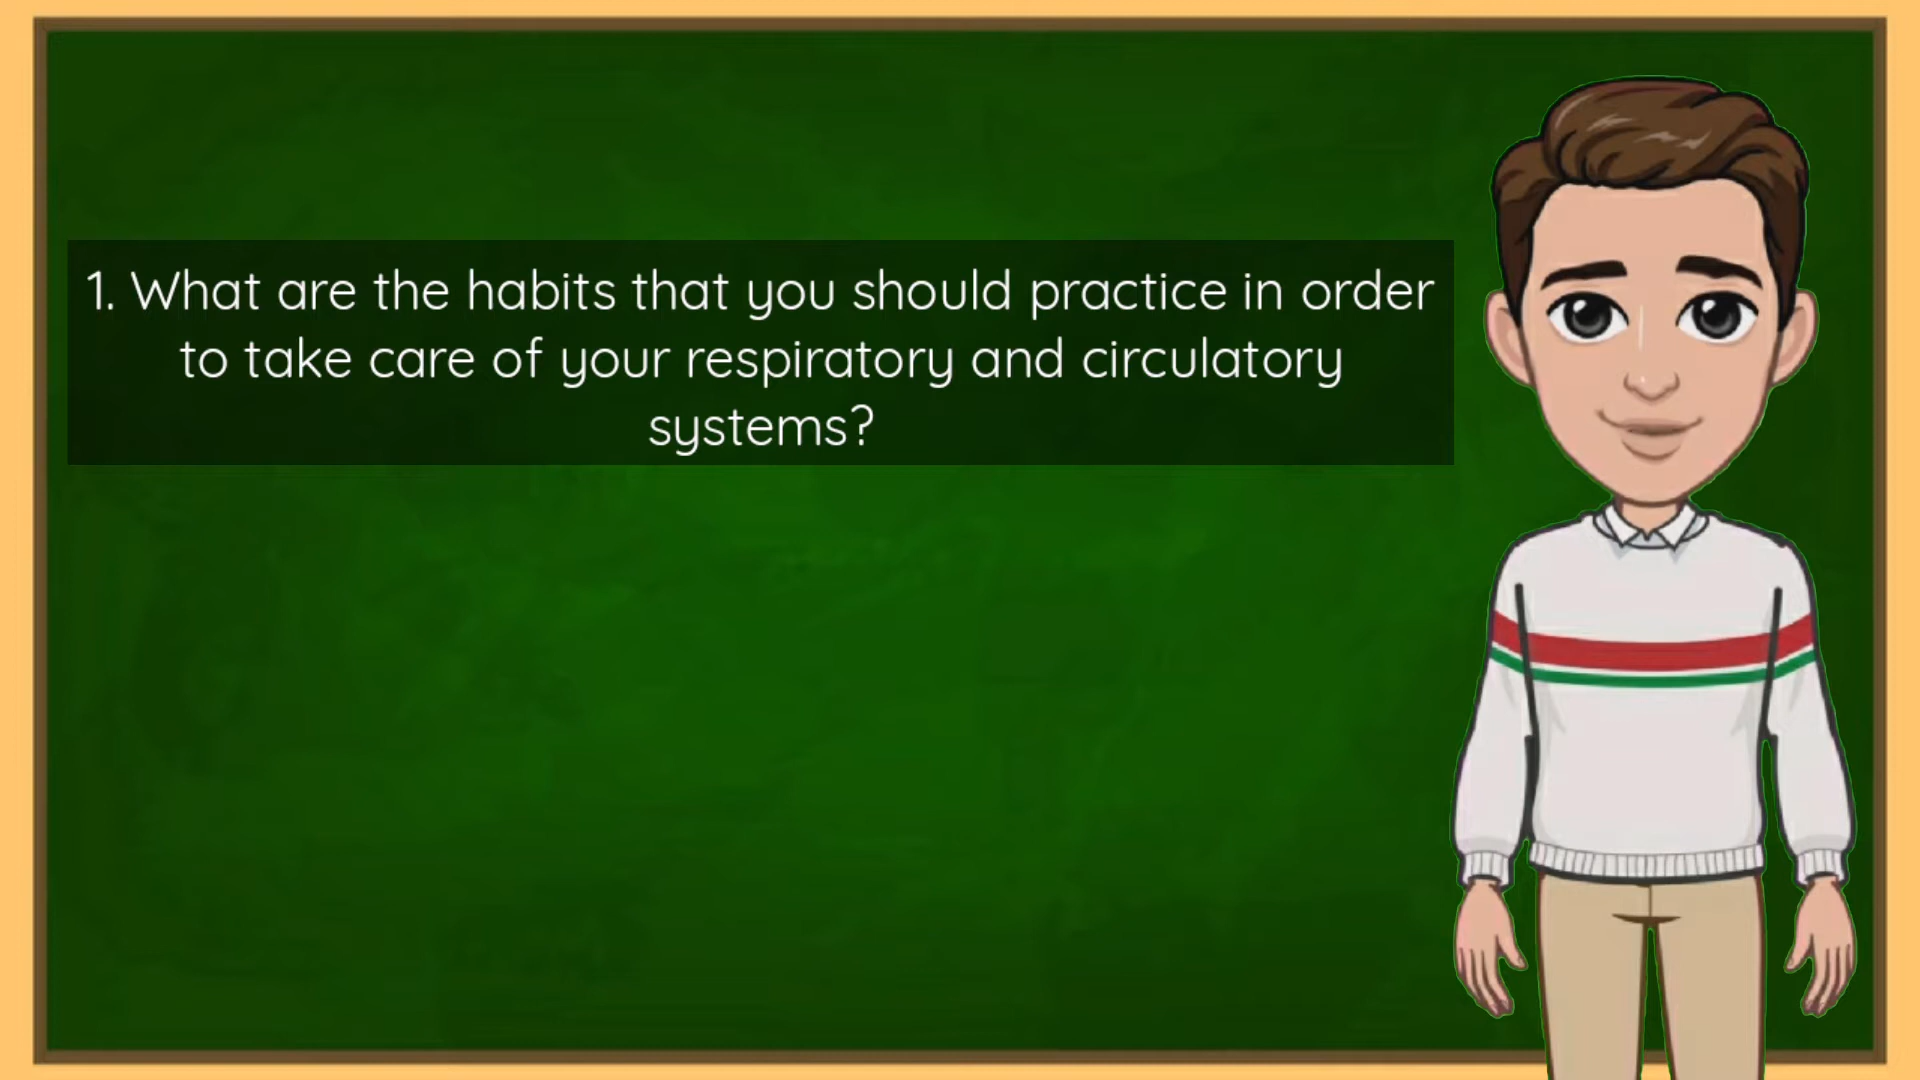 1. What are the habits that you should practice in order
to take care of your respiratory and circulatory
systems?